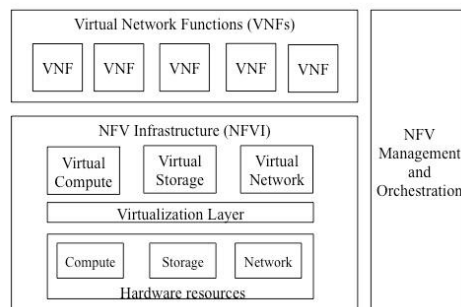 Virtual Network Functions (VNFs)
VNF VNF VNF VNF VNF
NFV Infrastructure (NFVI)
Virtual
Compute
Virtual
Storage
Virtual
Network
Virtualization Layer
Compute Storage Network
Hardware resources
NFV
Management
and
Orchestration